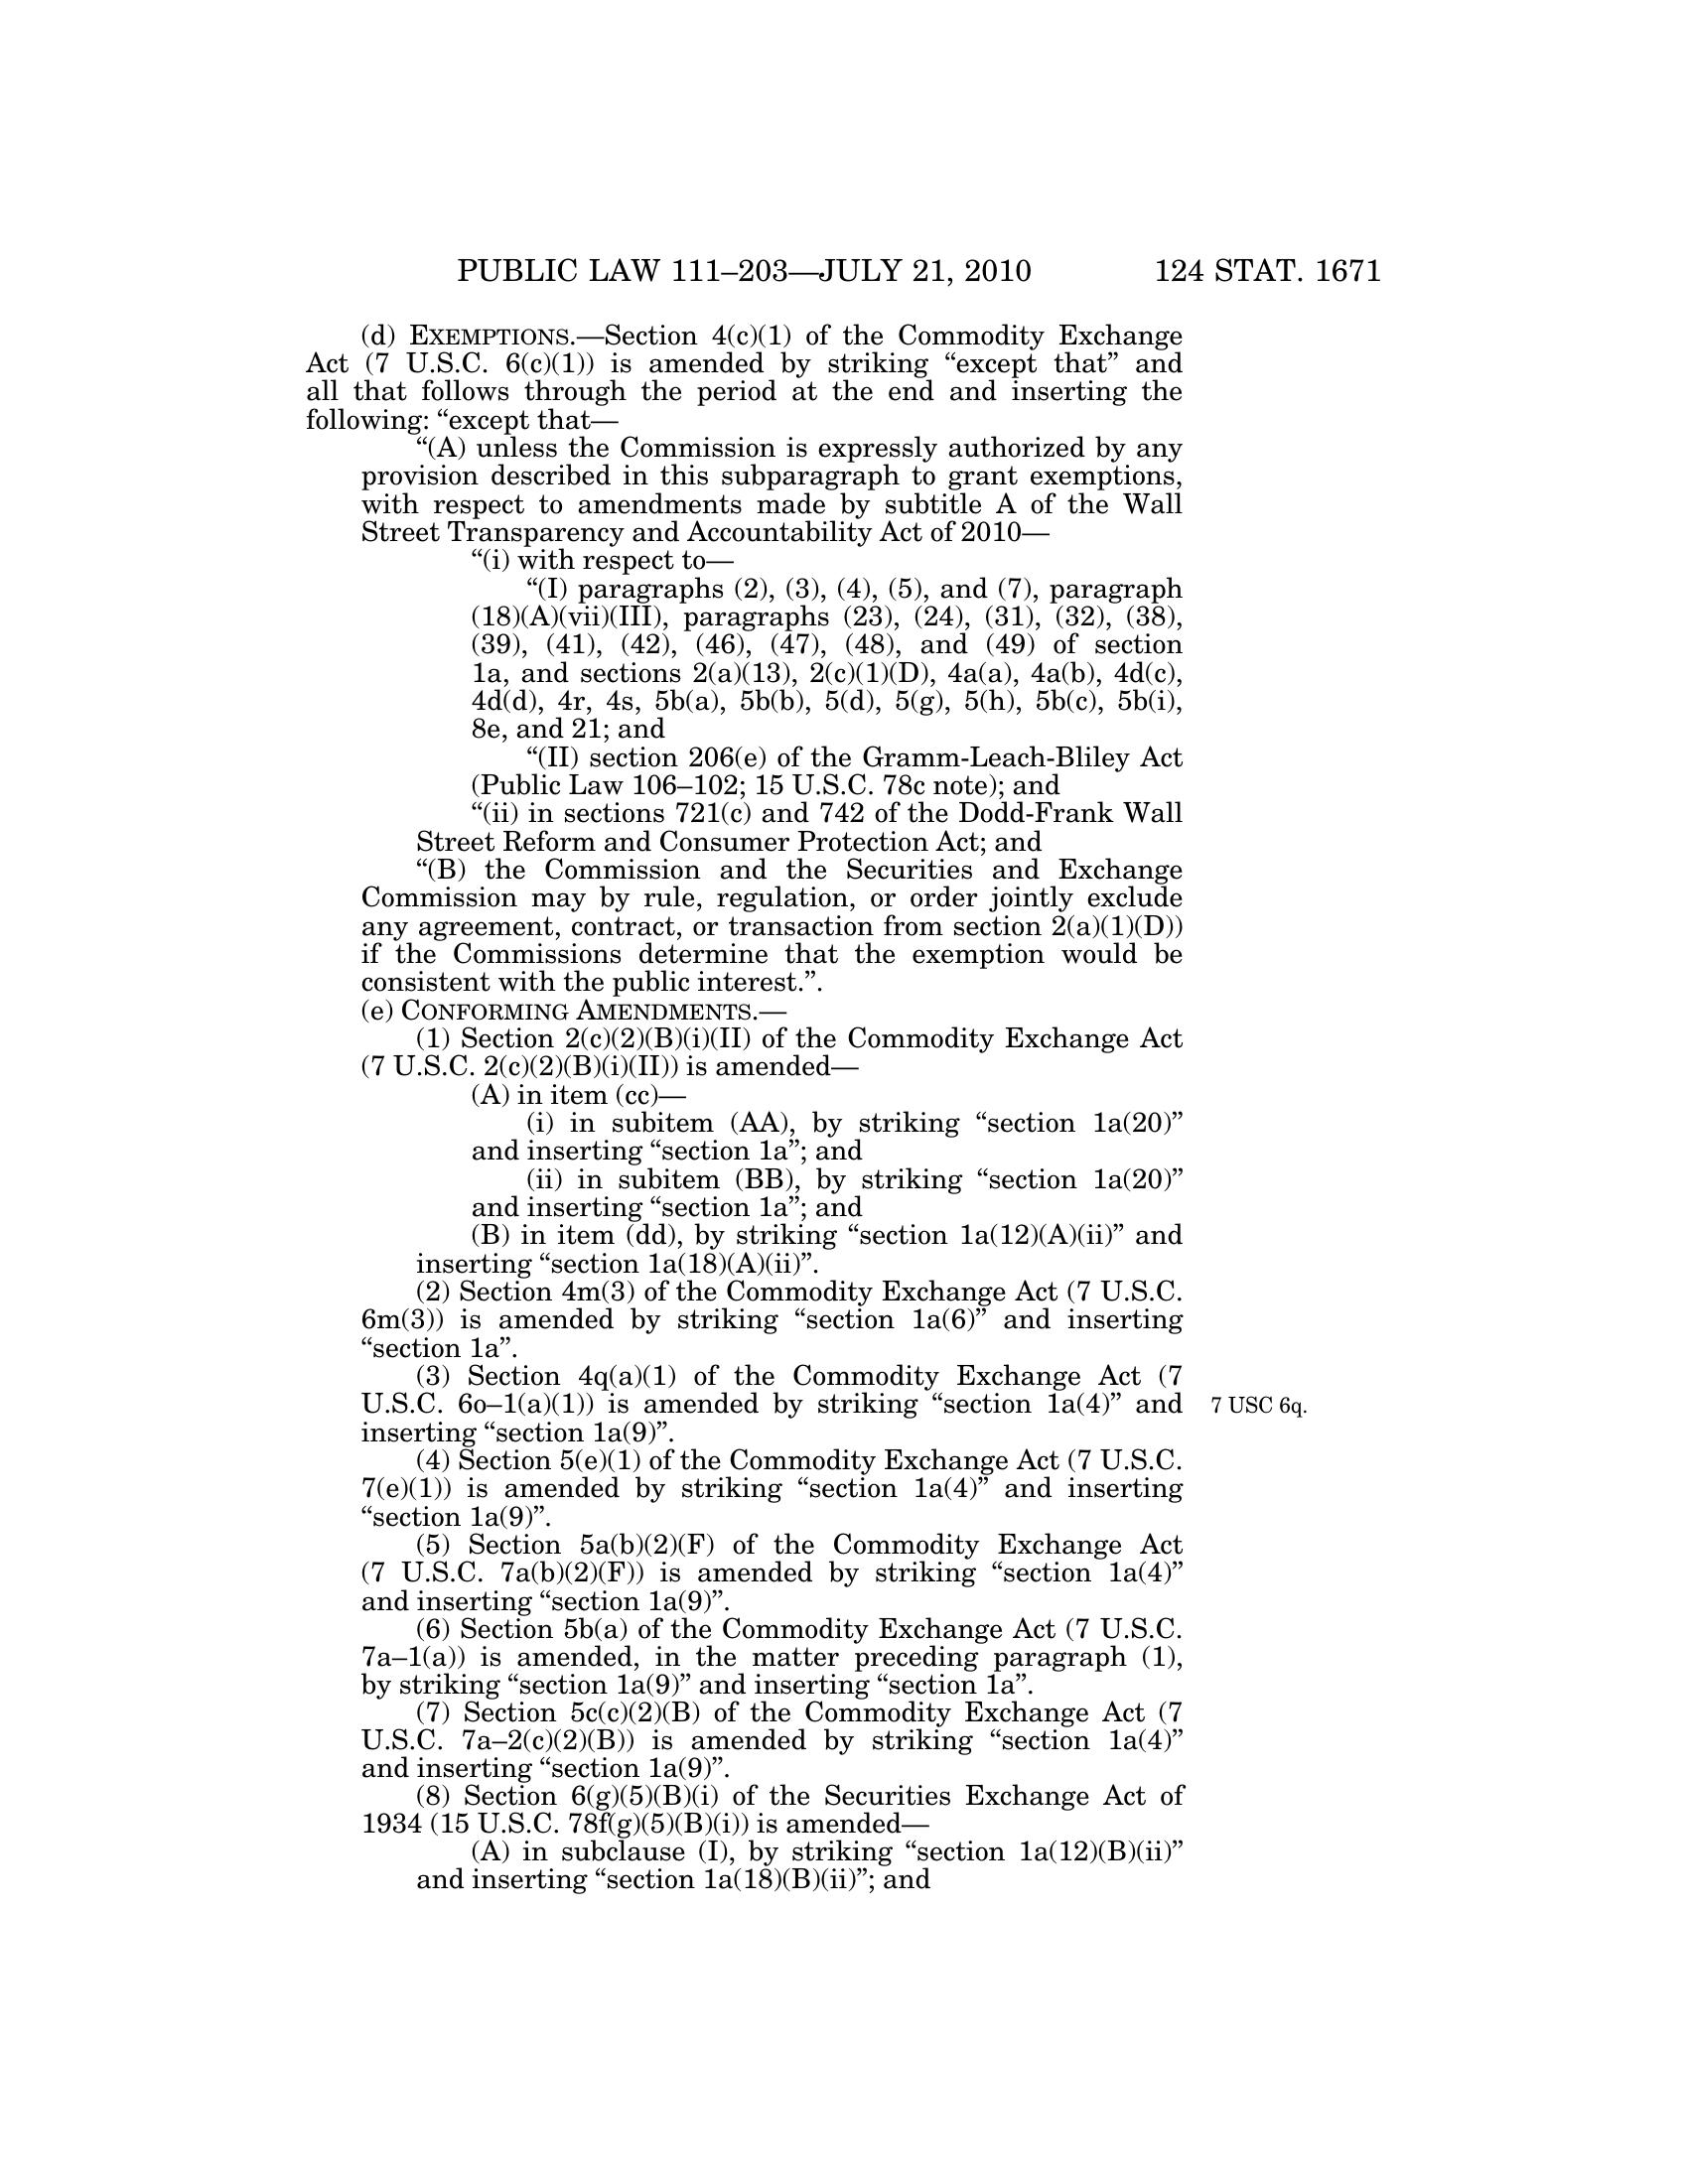 PUBLIC LAW 111–203—JULY 21, 2010 124 STAT. 1671
(d) EXEMPTIONS.—Section 4(c)(1) of the Commodity Exchange
Act (7 U.S.C. 6(c)(1)) is amended by striking “except that” and
all that follows through the period at the end and inserting the
following: “except that—
“(A) unless the Commission is expressly authorized by any
provision described in this subparagraph to grant exemptions,
with respect to amendments made by subtitle A of the Wall
Street Transparency and Accountability Act of 2010—
“(i) with respect to—
“(I) paragraphs (2), (3), (4), (5), and (7), paragraph
(18)(A)(vii)(III), paragraphs (23), (24), (31), (32), (38),
(39), (41), (42), (46), (47), (48), and (49) of section
1a, and sections 2(a)(13), 2(c)(1)(D), 4a(a), 4a(b), 4d(c),
4d(d), 4r, 4s, 5b(a), 5b(b), 5(d), 5(g), 5(h), 5b(c), 5b(i),
8e, and 21; and
“(II) section 206(e) of the Gramm-Leach-Bliley Act
(Public Law 106–102; 15 U.S.C. 78c note); and
“(ii) in sections 721(c) and 742 of the Dodd-Frank Wall
Street Reform and Consumer Protection Act; and
“(B) the Commission and the Securities and Exchange
Commission may by rule, regulation, or order jointly exclude
any agreement, contract, or transaction from section 2(a)(1)(D))
if the Commissions determine that the exemption would be
consistent with the public interest.”.
(e) CONFORMING AMENDMENTS.—
(1) Section 2(c)(2)(B)(i)(II) of the Commodity Exchange Act
(7 U.S.C. 2(c)(2)(B)(i)(II)) is amended—
(A) in item (cc)—
(i) in subitem (AA), by striking “section 1a(20)”
and inserting “section 1a”; and
(ii) in subitem (BB), by striking “section 1a(20)”
and inserting “section 1a”; and
(B) in item (dd), by striking “section 1a(12)(A)(ii)” and
inserting “section 1a(18)(A)(ii)”.
(2) Section 4m(3) of the Commodity Exchange Act (7 U.S.C.
6m(3)) is amended by striking “section 1a(6)” and inserting
“section 1a”.
(3) Section 4q(a)(1) of the Commodity Exchange Act (7
U.S.C. 6o–1(a)(1)) is amended by striking “section 1a(4)” and
inserting “section 1a(9)”.
7 USC 6q.
(4) Section 5(e)(1) of the Commodity Exchange Act (7 U.S.C.
7(e)(1)) is amended by striking “section 1a(4)” and inserting
“section 1a(9)”.
(5) Section 5a(b)(2)(F) of the Commodity Exchange Act
(7 U.S.C. 7a(b)(2)(F)) is amended by striking “section 1a(4)”
and inserting “section 1a(9)”.
(6) Section 5b(a) of the Commodity Exchange Act (7 U.S.C.
7a–1(a)) is amended, in the matter preceding paragraph (1),
by striking “section 1a(9)” and inserting “section 1a”.
(7) Section 5c(c)(2)(B) of the Commodity Exchange Act (7
U.S.C. 7a–2(c)(2)(B)) is amended by striking “section 1a(4)”
and inserting “section 1a(9)”.
(8) Section 6(g)(5)(B)(i) of the Securities Exchange Act of
1934 (15 U.S.C. 78f(g)(5)(B)(i)) is amended—
(A) in subclause (I), by striking “section 1a(12)(B)(ii)”
and inserting “section 1a(18)(B)(ii)”; and